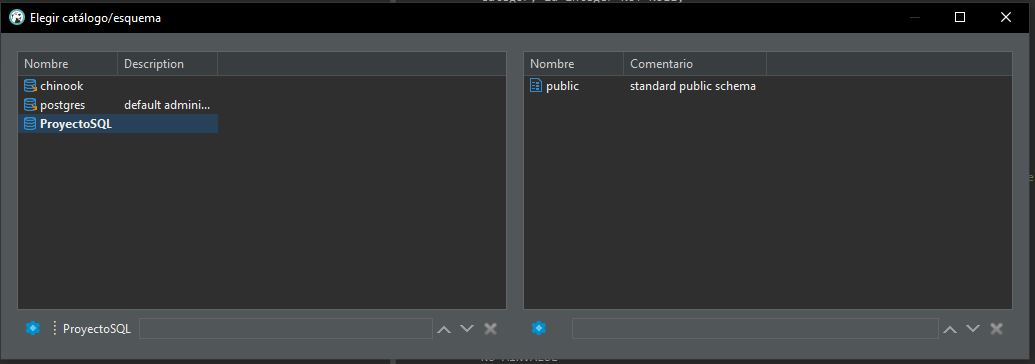 Elegir catálogo/esquema
Nombre Description
chinook
postgres default admini...
ProyectoSQL
Nombre Comentario
public standard public schema
ProyectoSQL